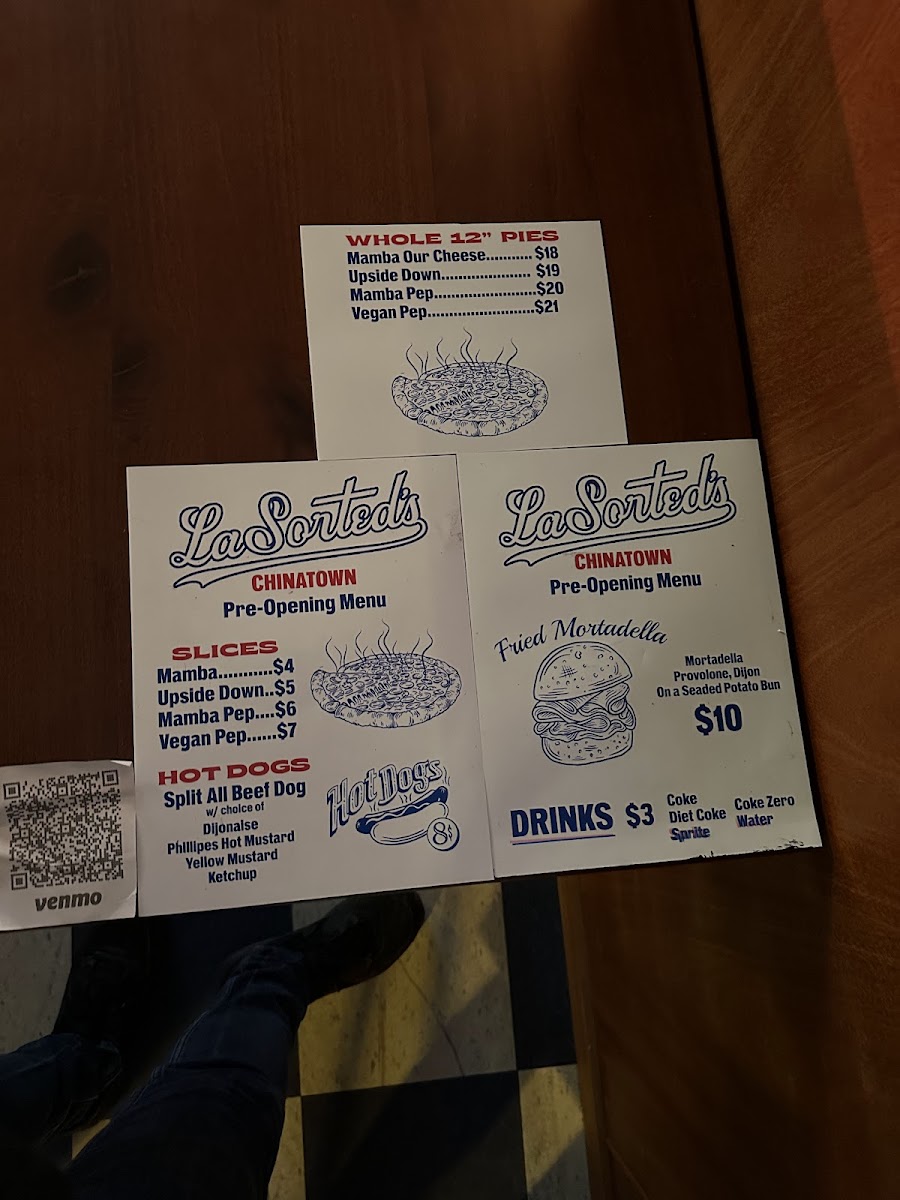 WHOLE 12” PIES
Mamba Our Cheese........... $18
Upside Down..................... $19
Mamba Pep........................$20
Vegan Pep.........................$21
LaSorted's
CHINATOWN
Pre-Opening Menu
SLICES
Mamba...........$4
Upside Down..$5
Mamba Pep....$6
Vegan Pep......$7
HOT DOGS
Split All Beef Dog
w/ choice of
Dijonaise
Phillipes Hot Mustard
Yellow Mustard
Ketchup
Hot Dogs
8¢
LaSorted's
CHINATOWN
Pre-Opening Menu
Fried Mortadella
Mortadella
Provolone, Dijon
On a Seaded Potato Bun
$10
DRINKS $3
Coke
Diet Coke
Sprite
Coke Zero
Water
venmo